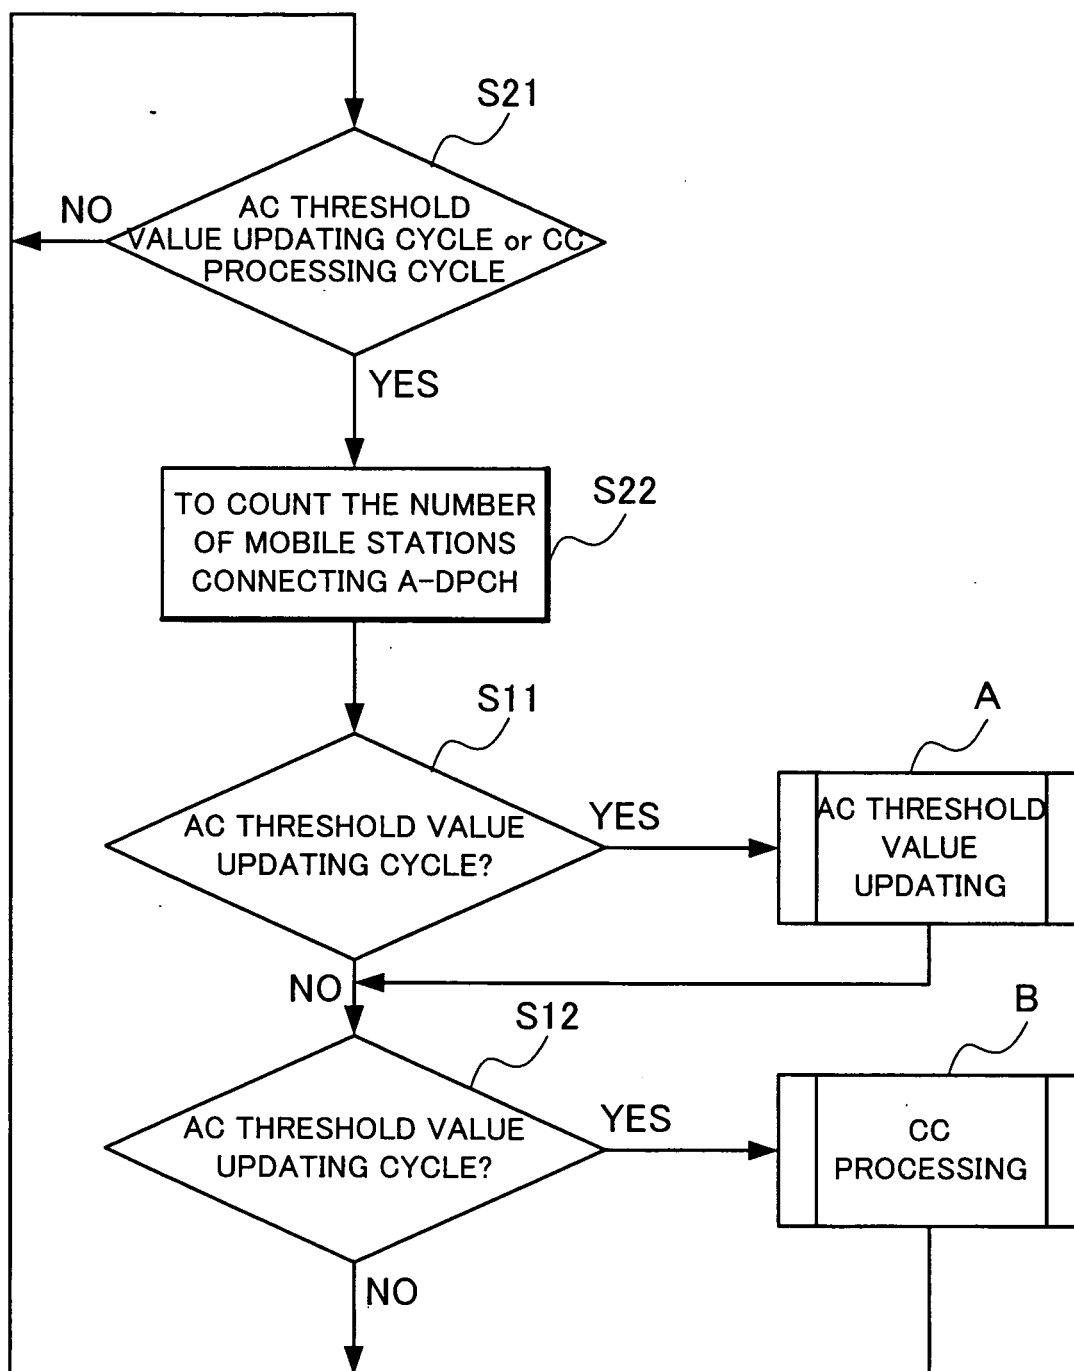 S21
NO
AC THRESHOLD
VALUE UPDATING CYCLE or CC
PROCESSING CYCLE
YES
TO COUNT THE NUMBER
OF MOBILE STATIONS
CONNECTING A-DPCH
S22
S11
A
AC THRESHOLD VALUE
UPDATING CYCLE?
YES
AC THRESHOLD
VALUE
UPDATING
NO
S12
B
AC THRESHOLD VALUE
UPDATING CYCLE?
YES
CC
PROCESSING
NO